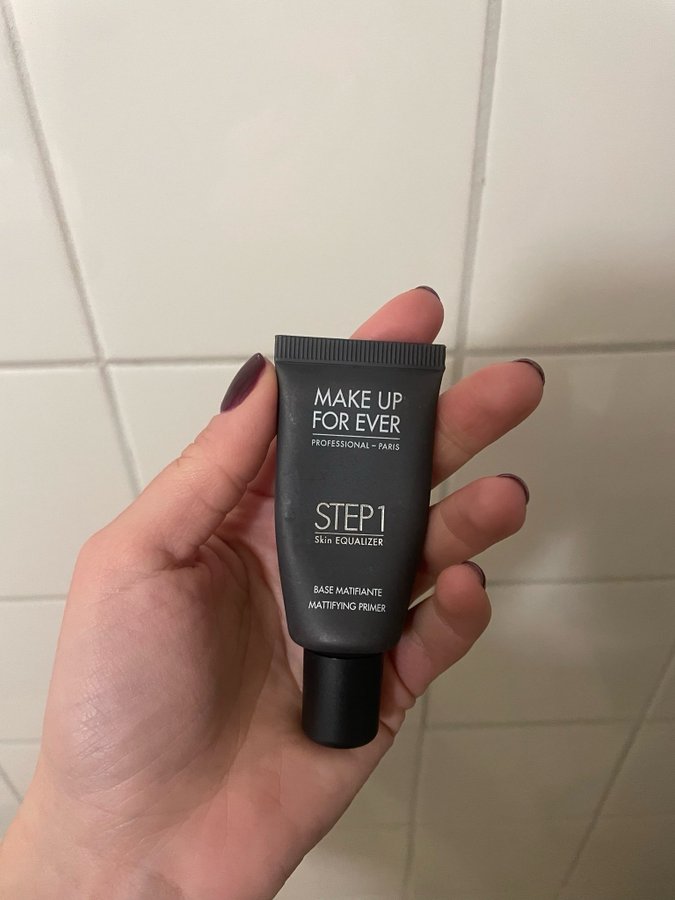 MAKE UP
FOR EVER
PROFESSIONAL – PARIS
STEP 1
Skin EQUALIZER
BASE MATIFIANTE
MATTIFYING PRIMER